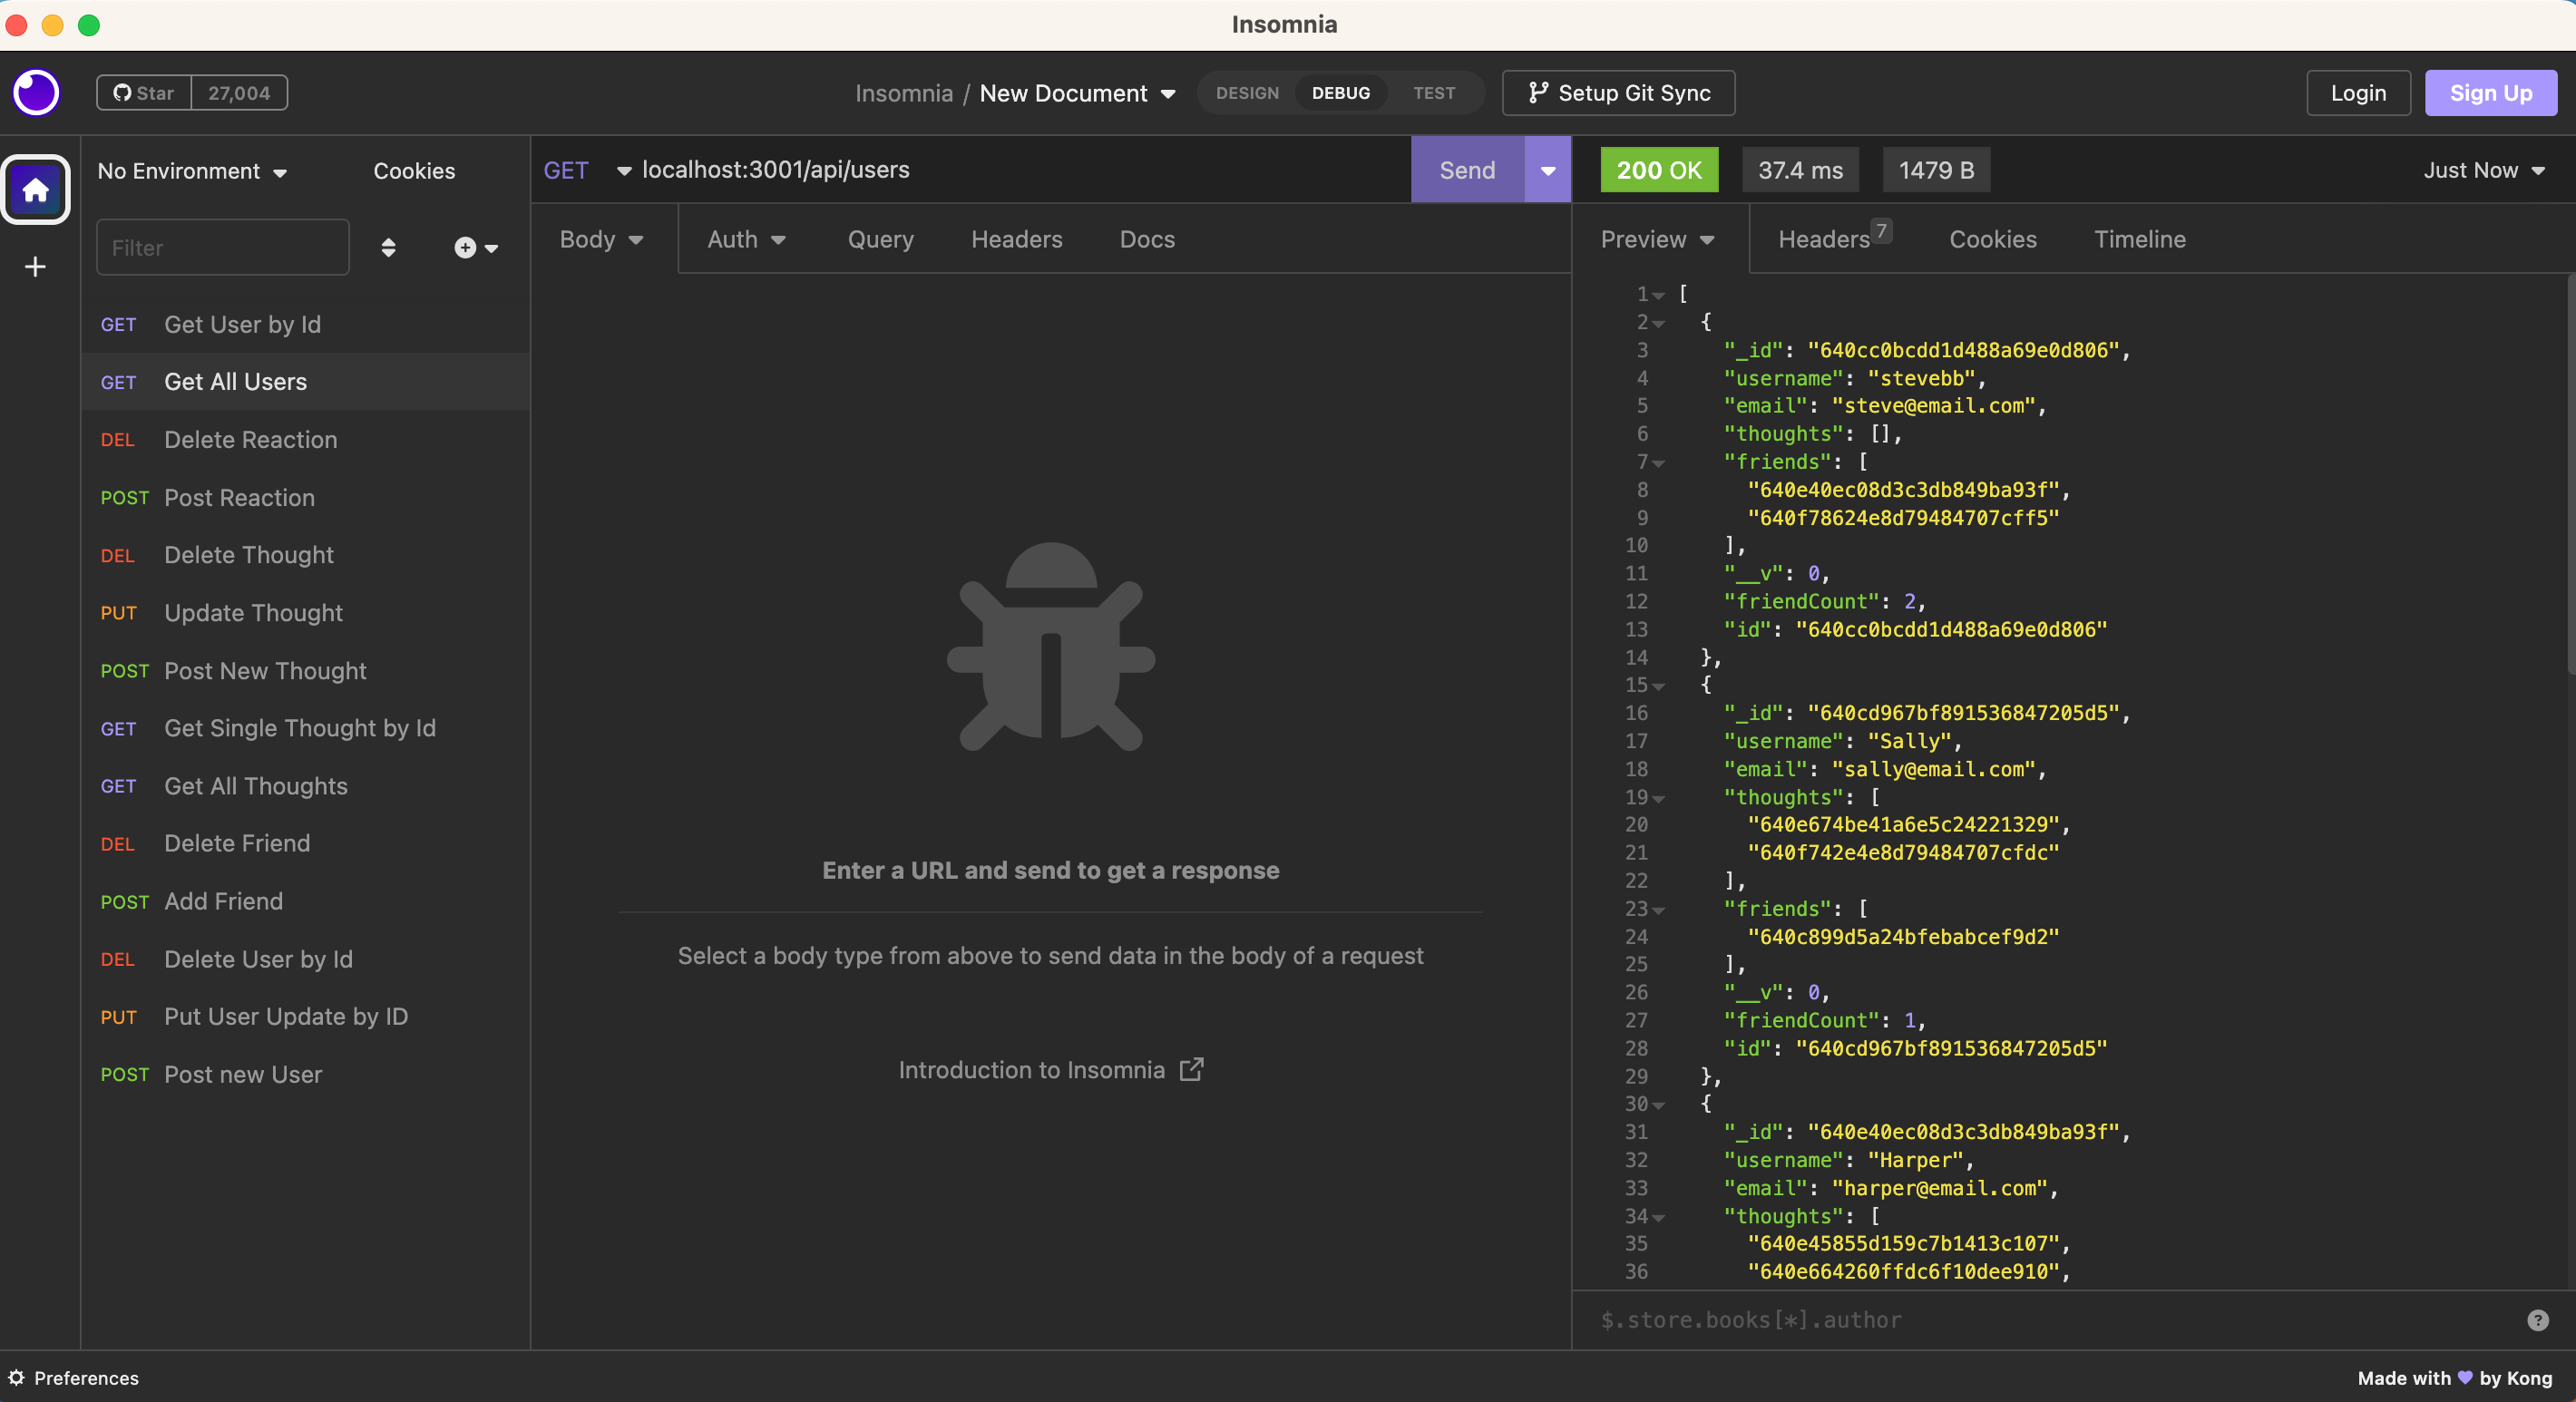 Insomnia
Star 27,004
Insomnia / New Document
DESIGN DEBUG TEST
Setup Git Sync
Login
Sign Up
No Environment
Cookies
Filter
GET Get User by Id
GET Get All Users
DEL Delete Reaction
POST Post Reaction
DEL Delete Thought
PUT Update Thought
POST Post New Thought
GET Get Single Thought by Id
GET Get All Thoughts
DEL Delete Friend
POST Add Friend
DEL Delete User by Id
PUT Put User Update by ID
POST Post new User
GET localhost:3001/api/users
Send
Body Auth Query Headers Docs
Enter a URL and send to get a response
Select a body type from above to send data in the body of a request
Introduction to Insomnia
200 OK 37.4 ms 1479 B Just Now
Preview Headers 7 Cookies Timeline
1 [
2 {
3 "_id": "640cc0bcdd1d488a69e0d806",
4 "username": "stevebb",
5 "email": "steve@email.com",
6 "thoughts": [],
7 "friends": [
8 "640e40ec08d3c3db849ba93f",
9 "640f78624e8d79484707cff5"
10 ],
11 "__v": 0,
12 "friendCount": 2,
13 "id": "640cc0bcdd1d488a69e0d806"
14 },
15 {
16 "_id": "640cd967bf891536847205d5",
17 "username": "Sally",
18 "email": "sally@email.com",
19 "thoughts": [
20 "640e674be41a6e5c24221329",
21 "640f742e4e8d79484707cfdc"
22 ],
23 "friends": [
24 "640c899d5a24bfebabcef9d2"
25 ],
26 "__v": 0,
27 "friendCount": 1,
28 "id": "640cd967bf891536847205d5"
29 },
30 {
31 "_id": "640e40ec08d3c3db849ba93f",
32 "username": "Harper",
33 "email": "harper@email.com",
34 "thoughts": [
35 "640e45855d159c7b1413c107",
36 "640e664260ffdc6f10dee910",
$.store.books[*].author
?
Preferences
Made with 💜 by Kong